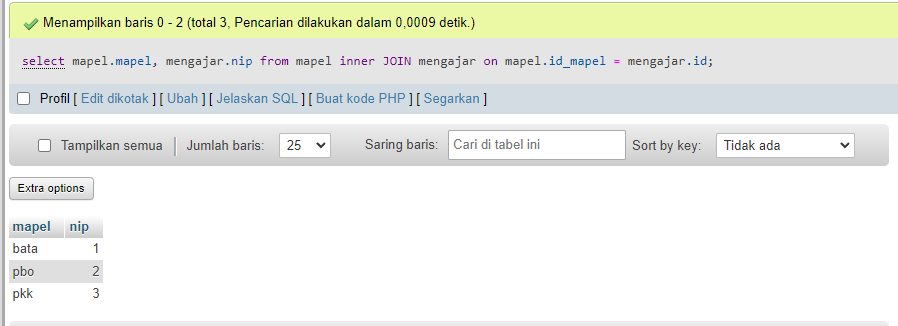 Menampilkan baris 0 - 2 (total 3, Pencarian dilakukan dalam 0,0009 detik.)
select mapel.mapel, mengajar.nip from mapel inner JOIN mengajar on mapel.id_mapel = mengajar.id;
Profil [ Edit dikotak ] [ Ubah ] [ Jelaskan SQL ] [ Buat kode PHP ] [ Segarkan ]
Tampilkan semua Jumlah baris: 25 Saring baris: Cari di tabel ini Sort by key: Tidak ada
Extra options
mapel nip
bata 1
pbo 2
pkk 3